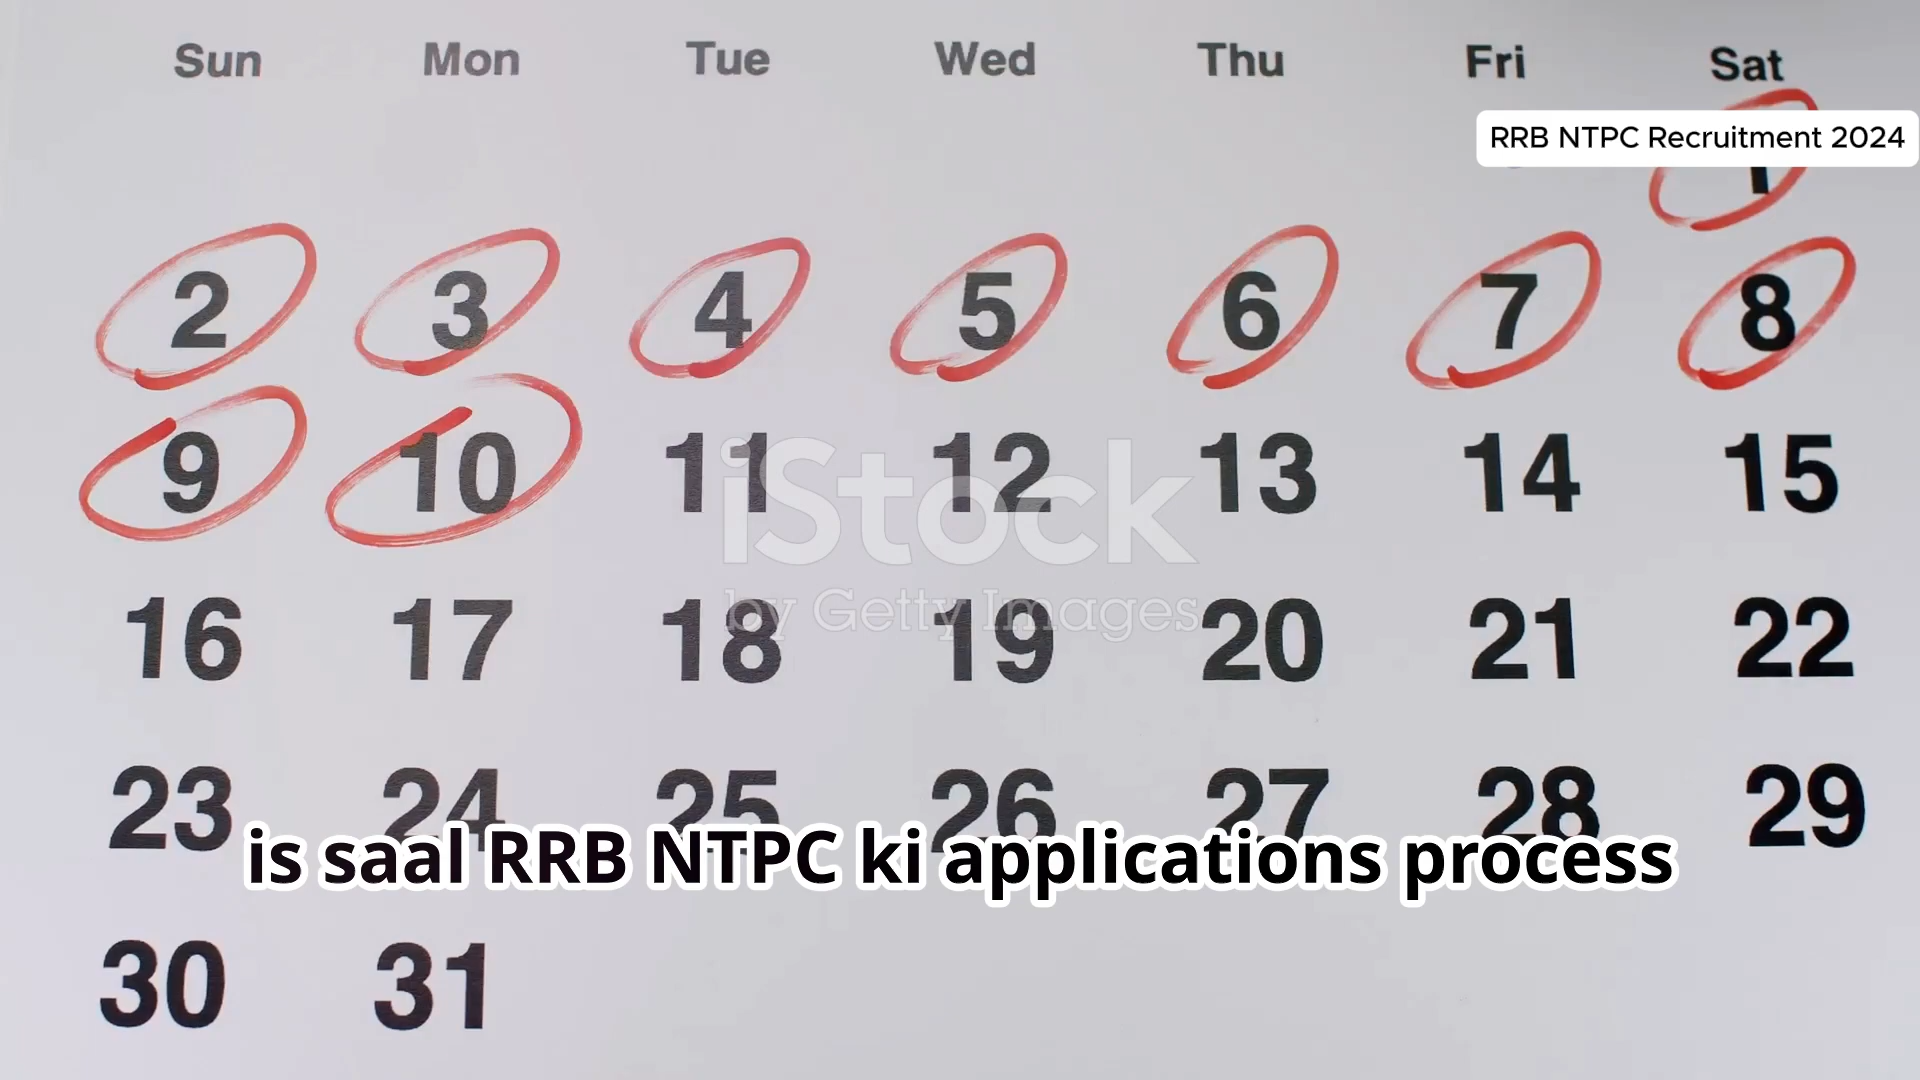 Sun Mon Tue Wed Thu Fri Sat
RRB NTPC Recruitment 2024
1
2 3 4 5 6 7 8
9 10 11 12 13 14 15
iStock
by Getty Images
16 17 18 19 20 21 22
23 24 25 26 27 28 29
is saal RRB NTPC ki applications process
30 31